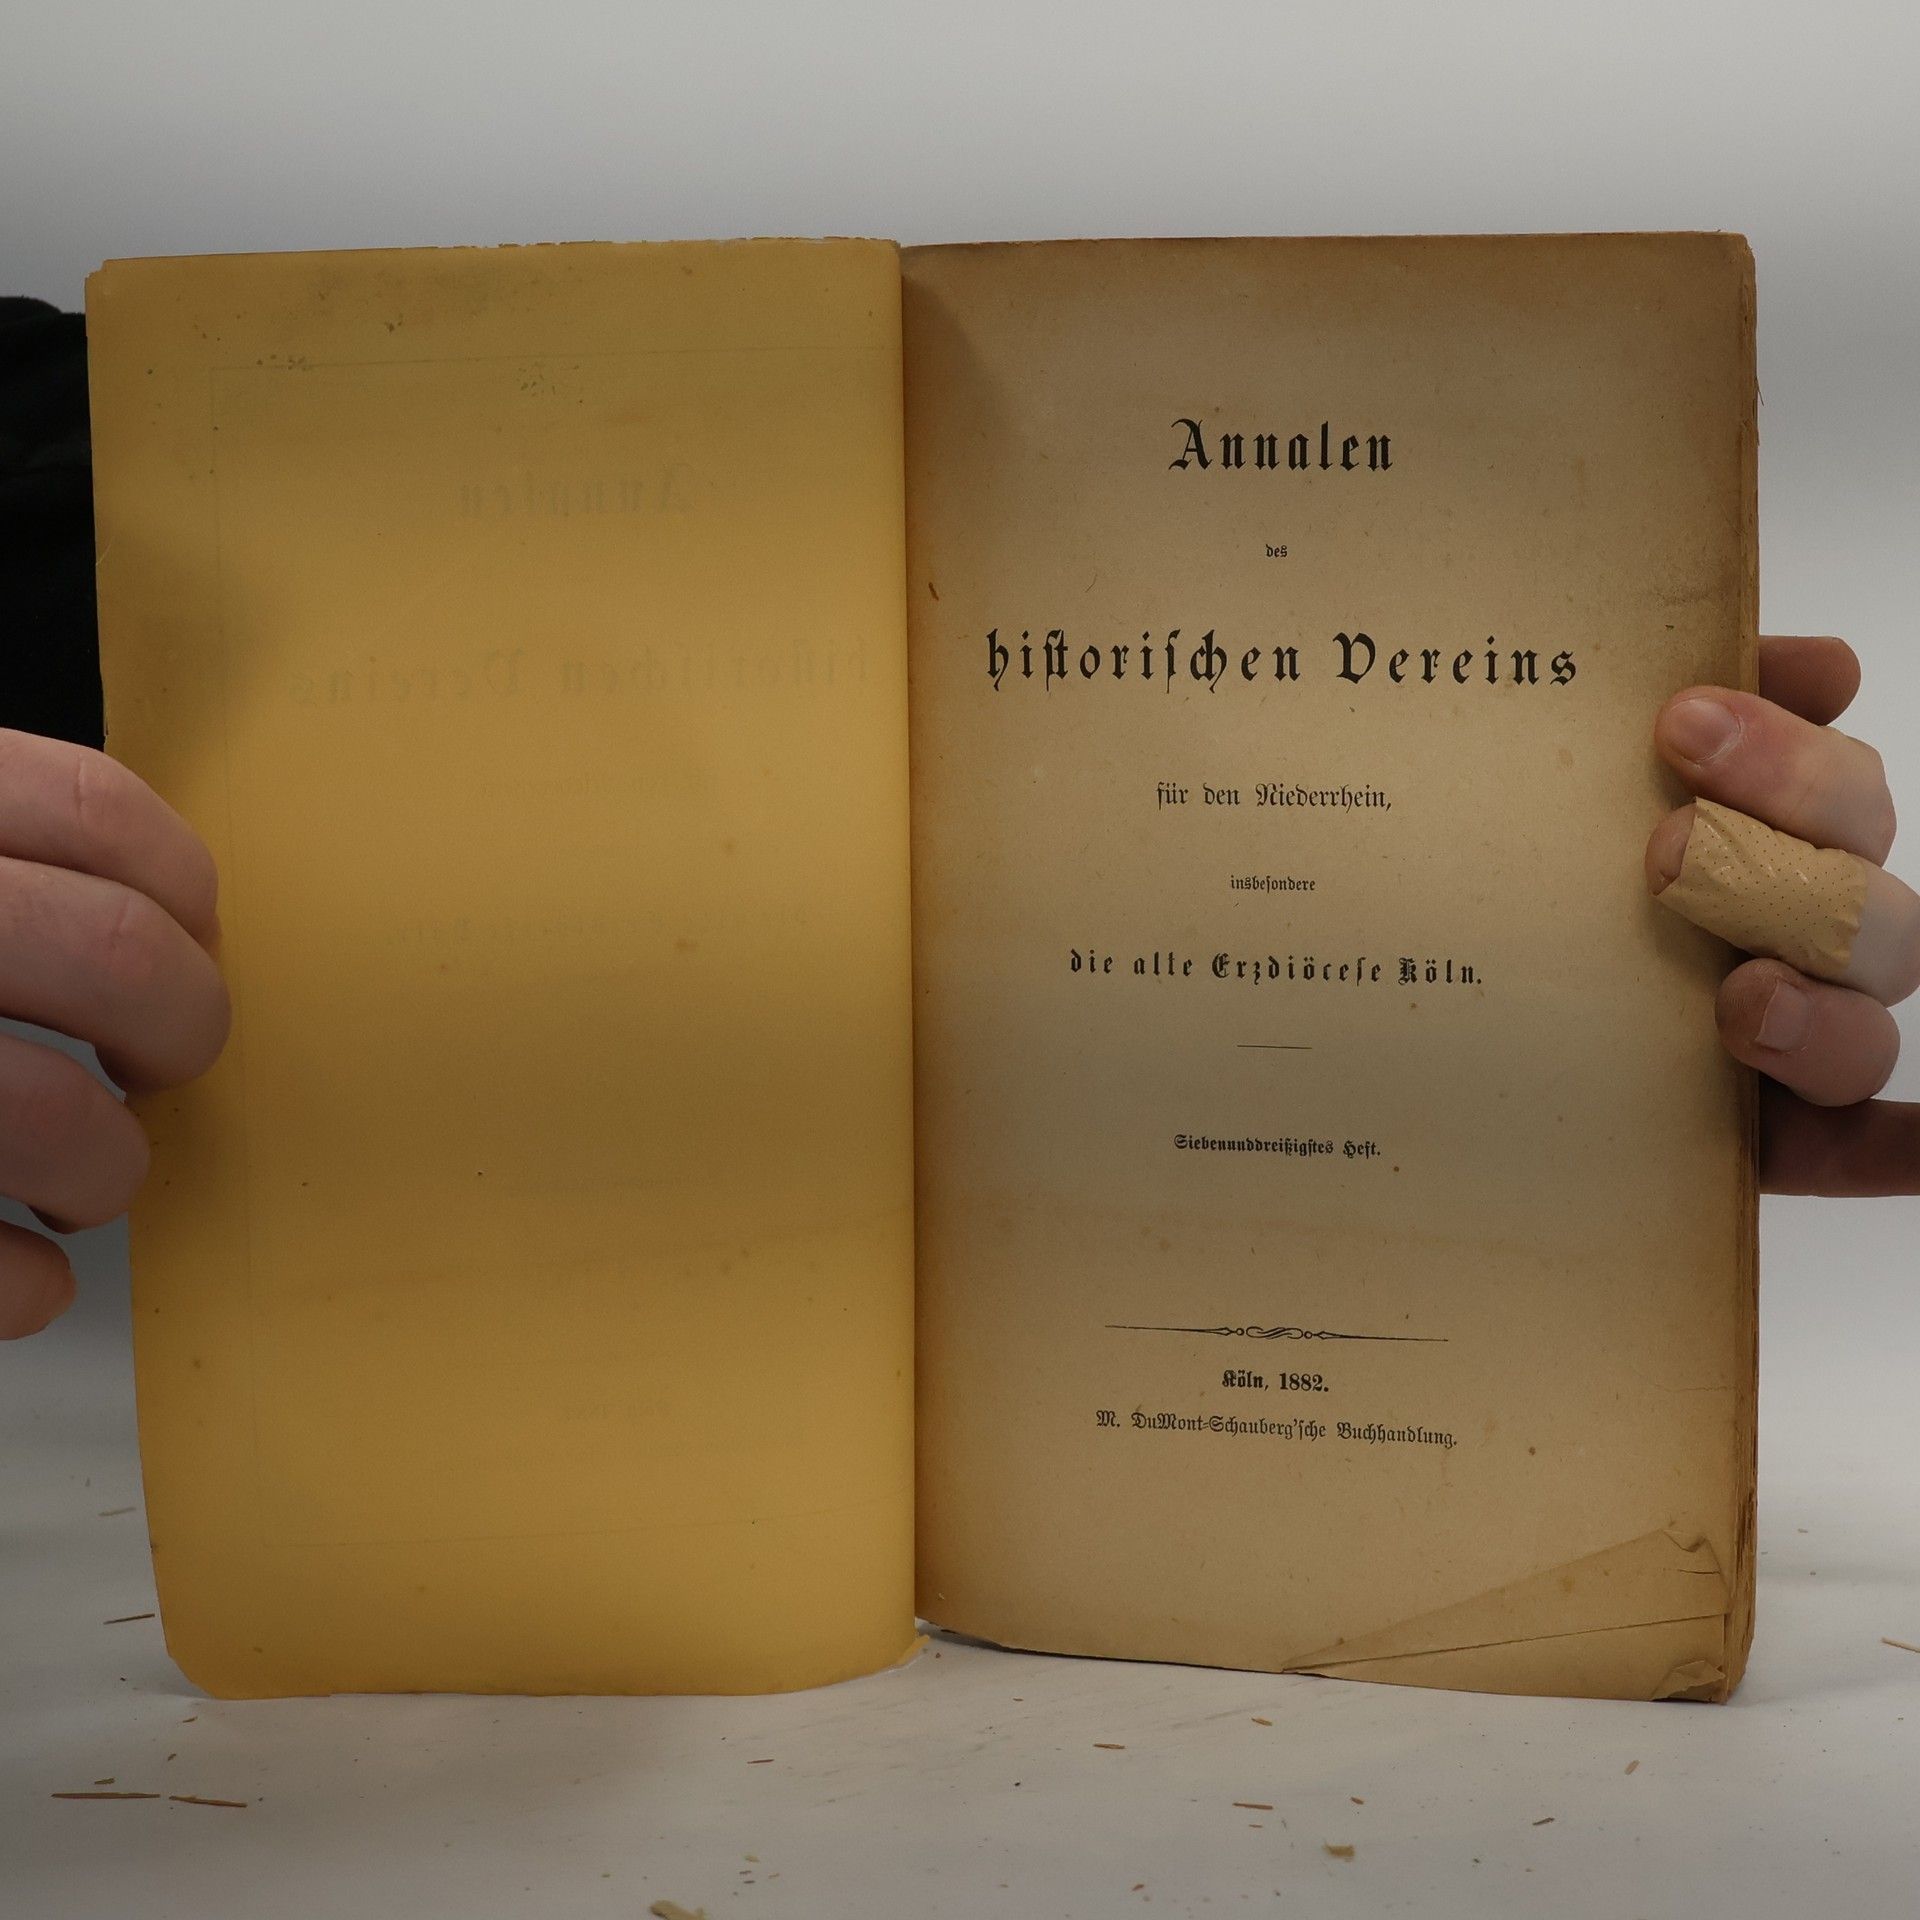 Annalen
des
historischen Vereins
für den Niederrhein,
insbesondere
die alte Erzdiöcese Köln.
Siebenunddreißigstes Heft.
Köln, 1882.
M. DuMont-Schauberg'sche Buchhandlung.